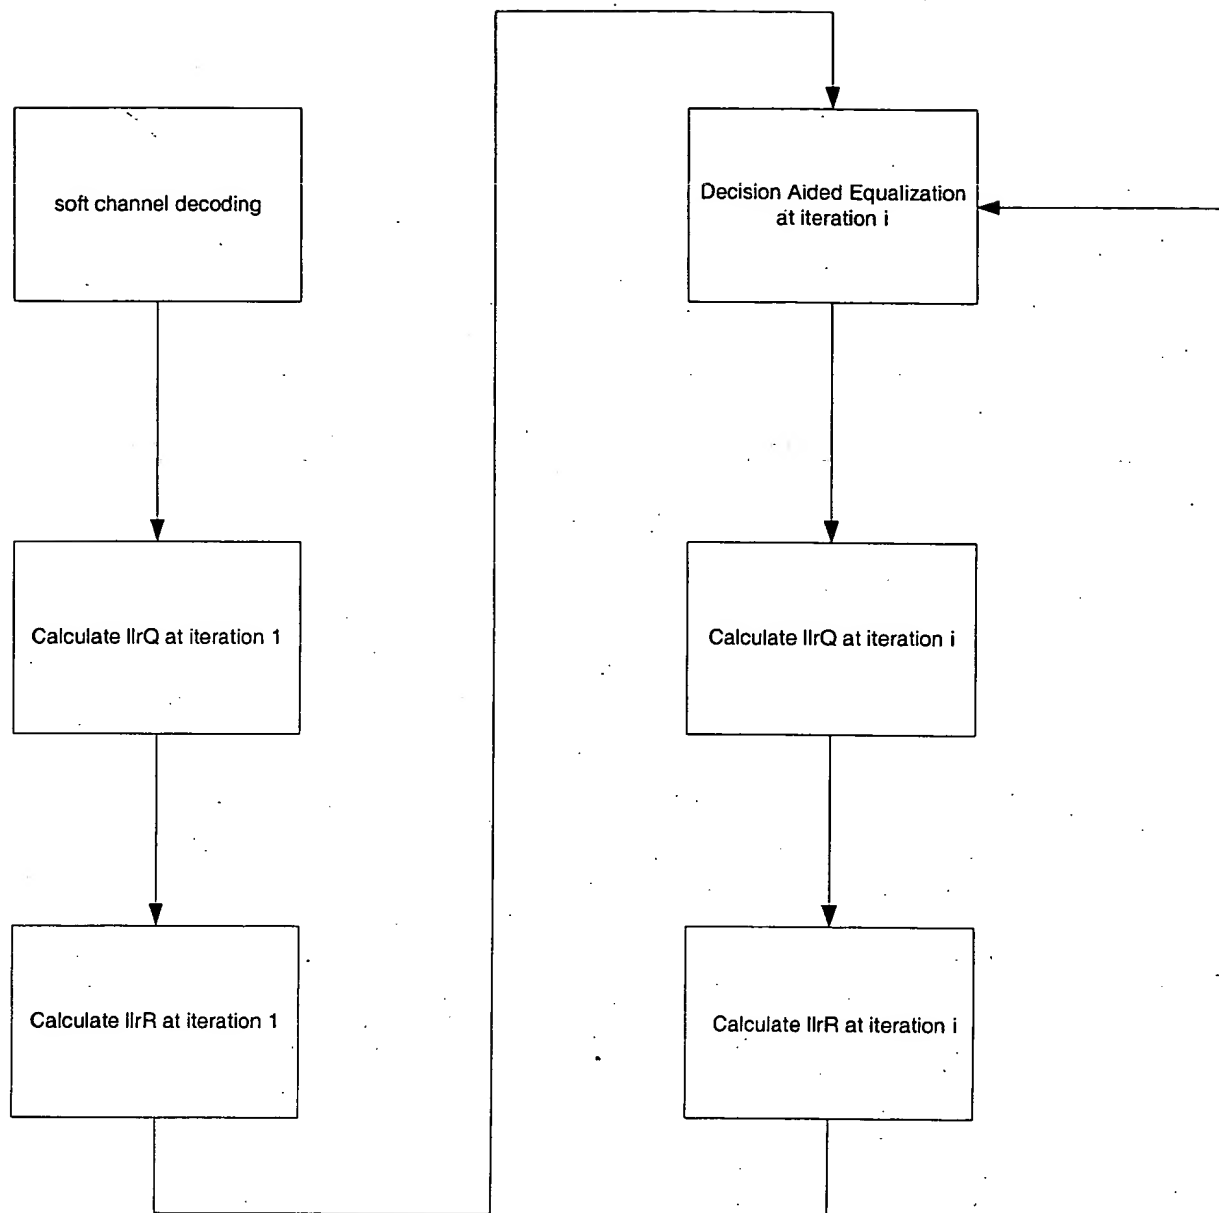 soft channel decoding
Calculate llrQ at iteration 1
Calculate llrR at iteration 1
Decision Aided Equalization
at iteration i
Calculate llrQ at iteration i
Calculate llrR at iteration i